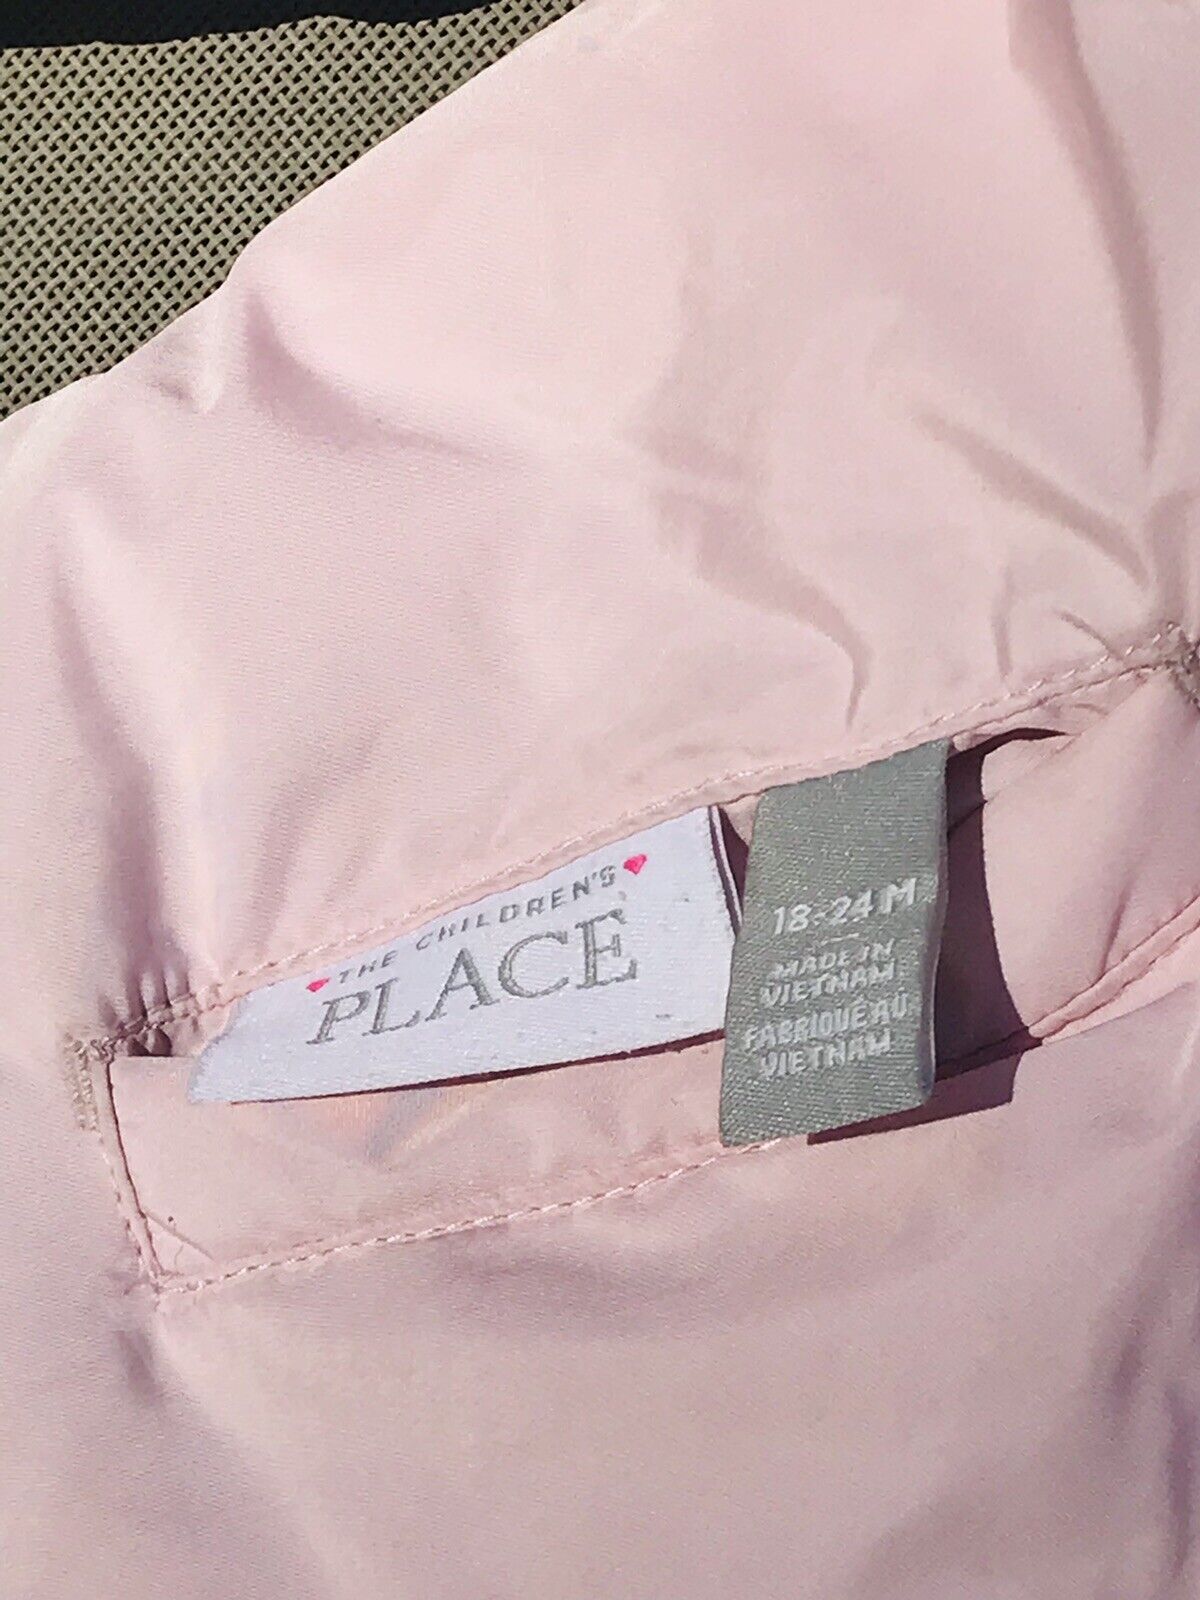 THE CHILDREN'S
PLACE
18-24 M
MADE IN
VIETNAM
FABRIQUÉ AU
VIETNAM